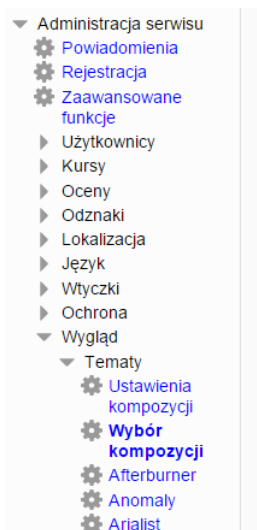 Administracja serwisu
Powiadomienia
Rejestracja
Zaawansowane
funkcje
Użytkownicy
Kursy
Oceny
Odznaki
Lokalizacja
Język
Wtyczki
Ochrona
Wygląd
Tematy
Ustawienia
kompozycji
Wybór
kompozycji
Afterburner
Anomaly
Arialist